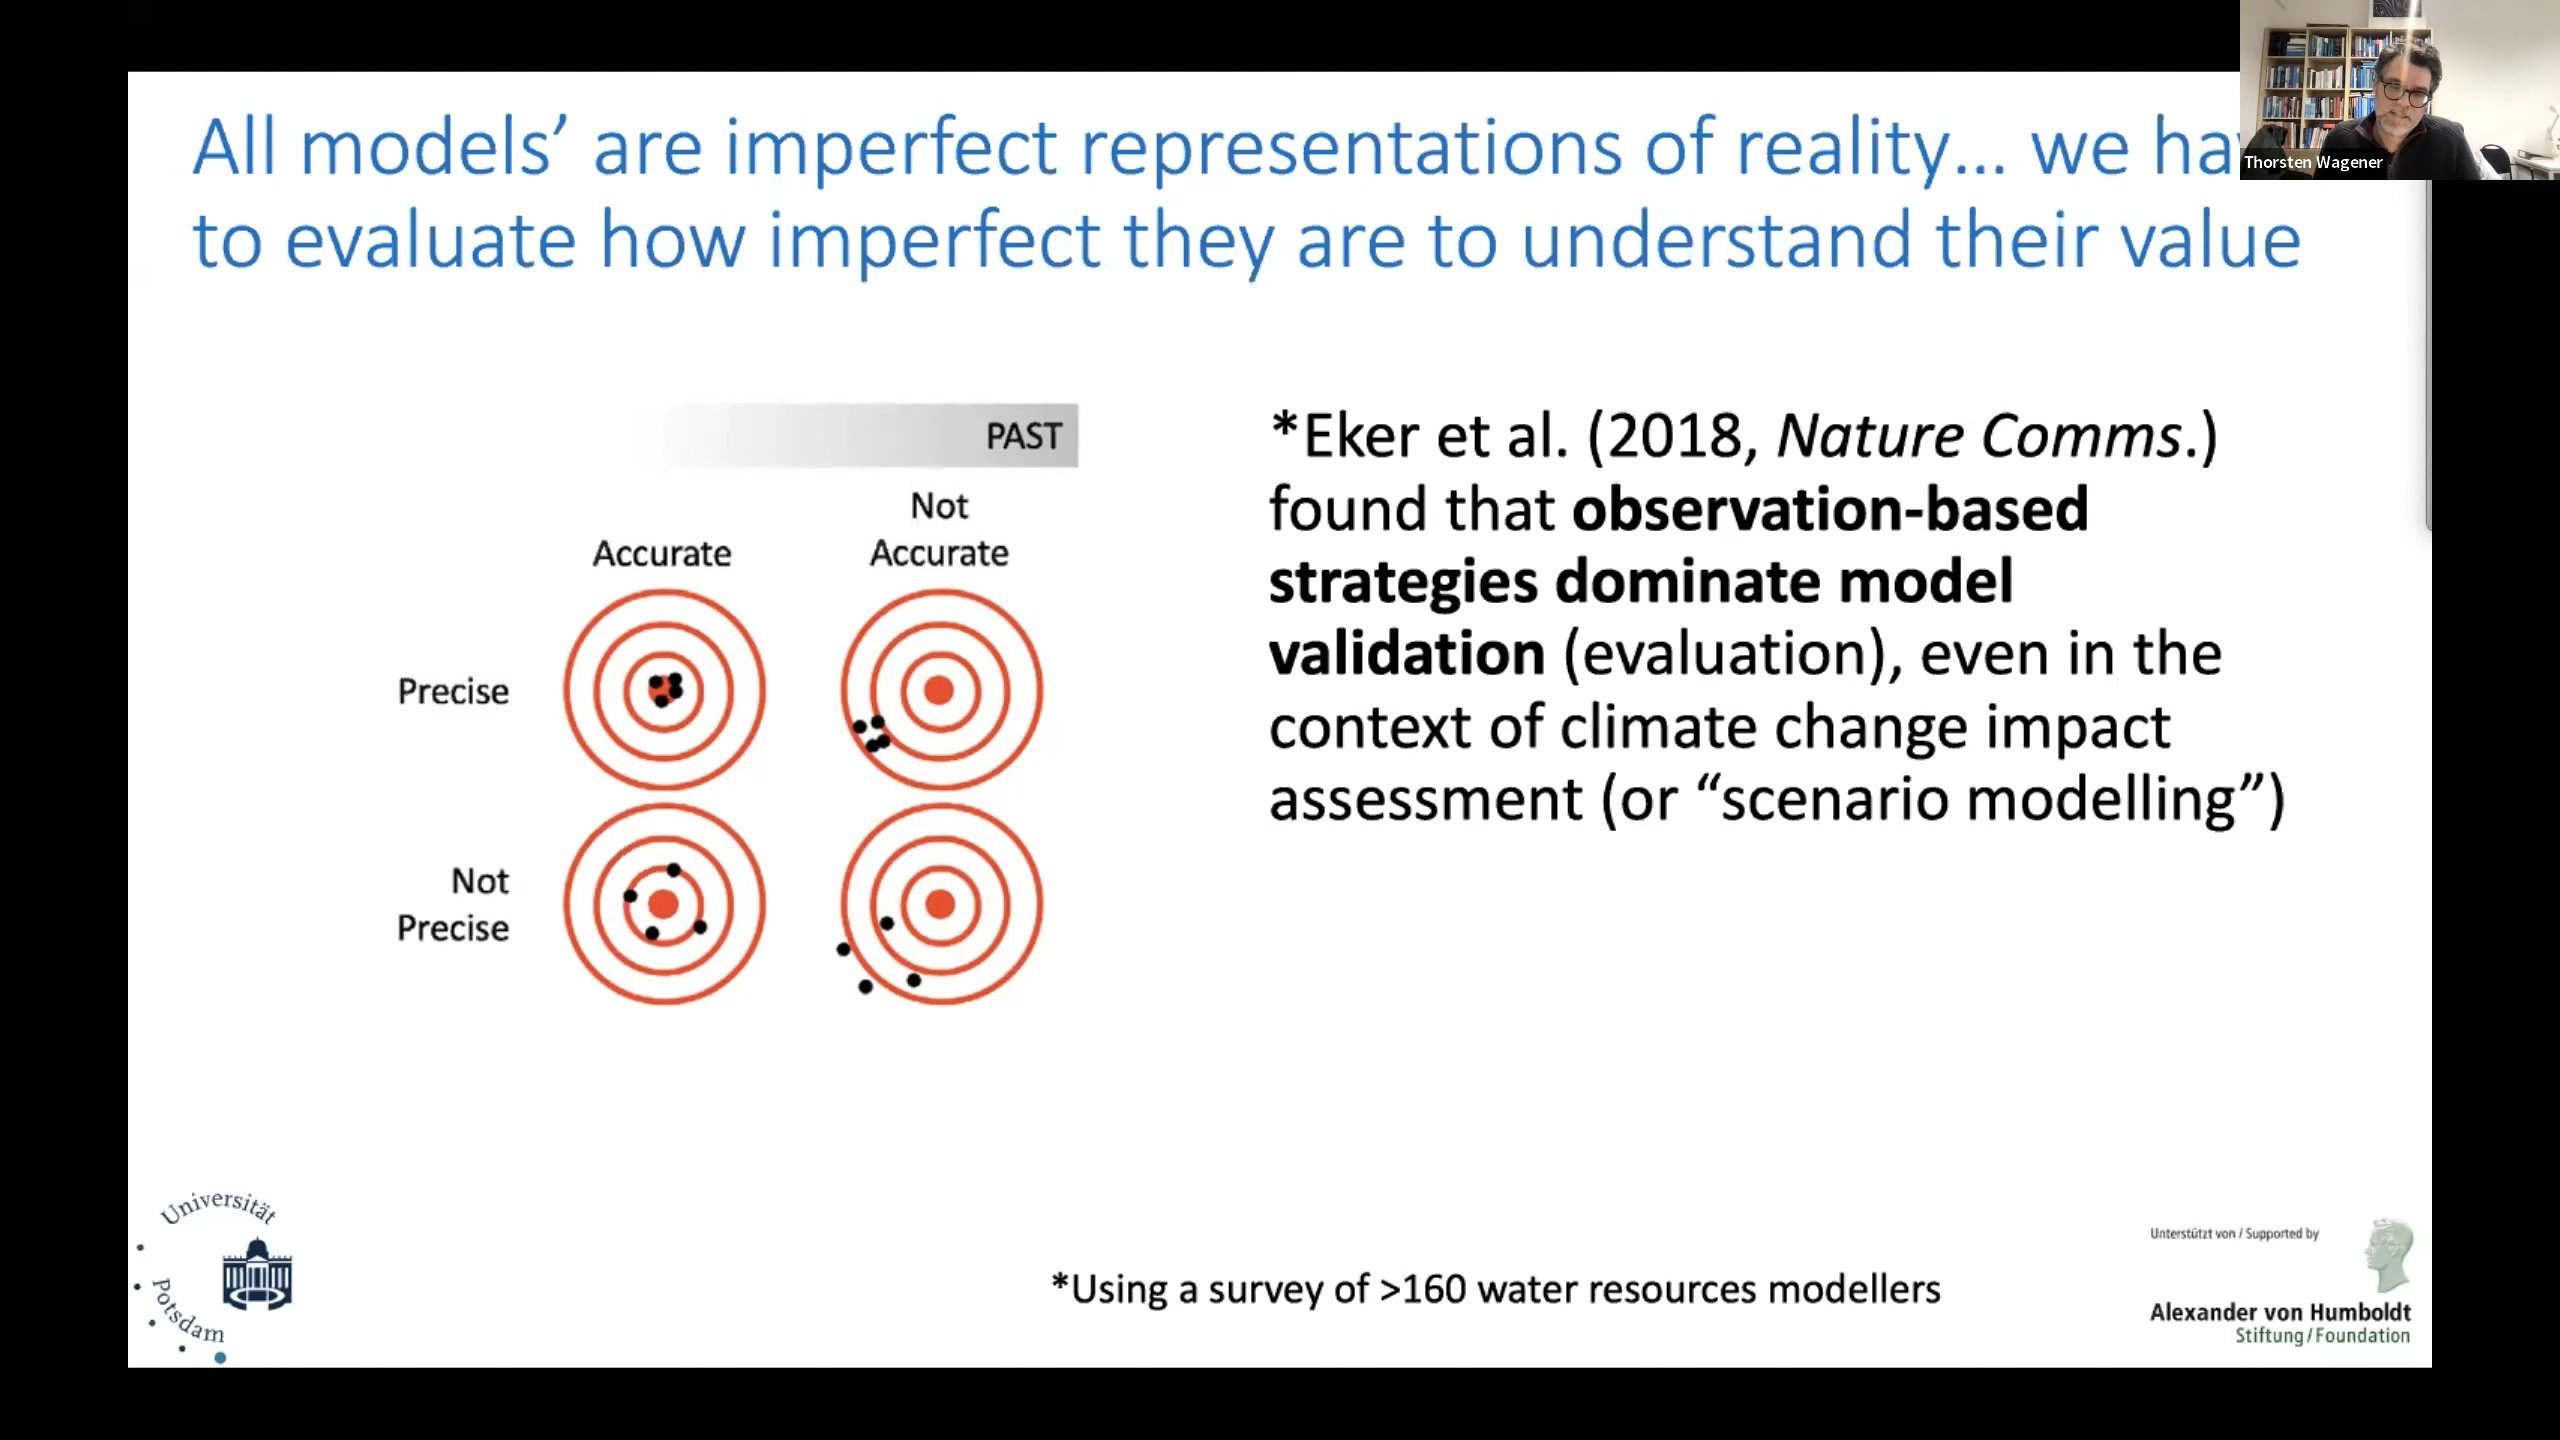 All models’ are imperfect representations of reality... we ha
to evaluate how imperfect they are to understand their value
Thorsten Wagener
PAST
Not
Accurate
Accurate
Precise
Not
Precise
*Eker et al. (2018, Nature Comms.)
found that observation-based
strategies dominate model
validation (evaluation), even in the
context of climate change impact
assessment (or “scenario modelling”)
Universität
Potsdam
*Using a survey of >160 water resources modellers
Unterstützt von / Supported by
Alexander von Humboldt
Stiftung/Foundation